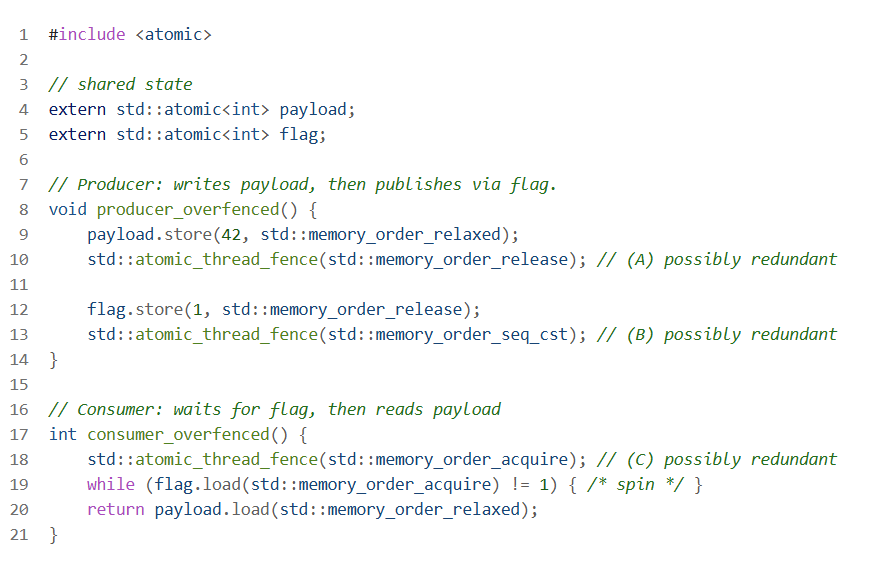 1 #include <atomic>
2
3 // shared state
4 extern std::atomic<int> payload;
5 extern std::atomic<int> flag;
6
7 // Producer: writes payload, then publishes via flag.
8 void producer_overfenced() {
9     payload.store(42, std::memory_order_relaxed);
10     std::atomic_thread_fence(std::memory_order_release); // (A) possibly redundant
11
12     flag.store(1, std::memory_order_release);
13     std::atomic_thread_fence(std::memory_order_seq_cst); // (B) possibly redundant
14 }
15
16 // Consumer: waits for flag, then reads payload
17 int consumer_overfenced() {
18     std::atomic_thread_fence(std::memory_order_acquire); // (C) possibly redundant
19     while (flag.load(std::memory_order_acquire) != 1) { /* spin */ }
20     return payload.load(std::memory_order_relaxed);
21 }